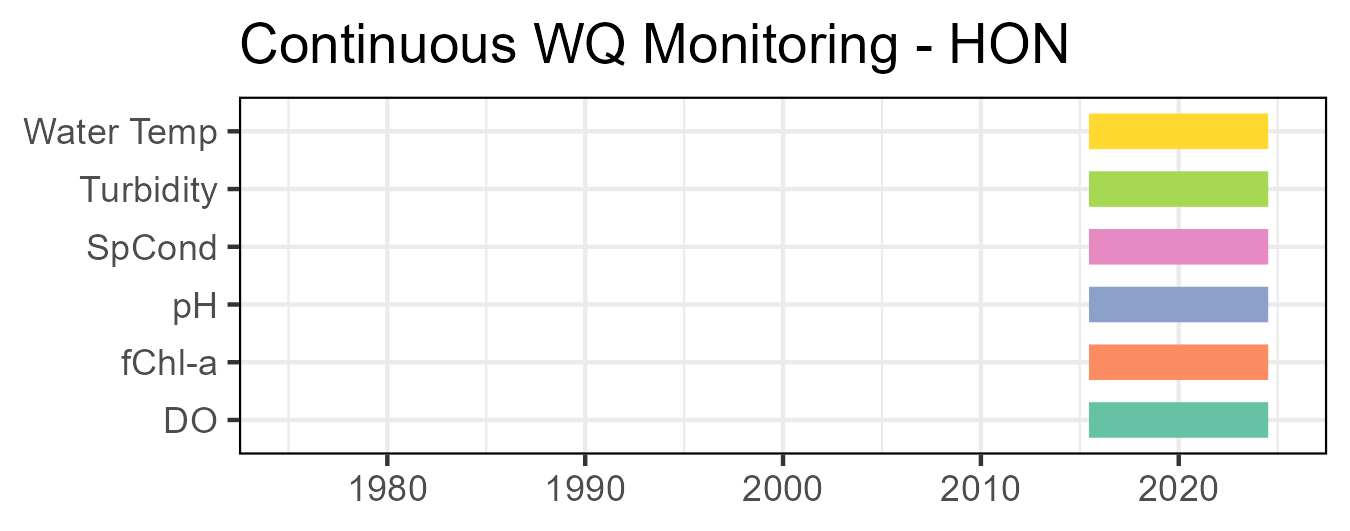 Continuous WQ Monitoring - HON
Water Temp
Turbidity
SpCond
pH
fChl-a
DO
1980 1990 2000 2010 2020